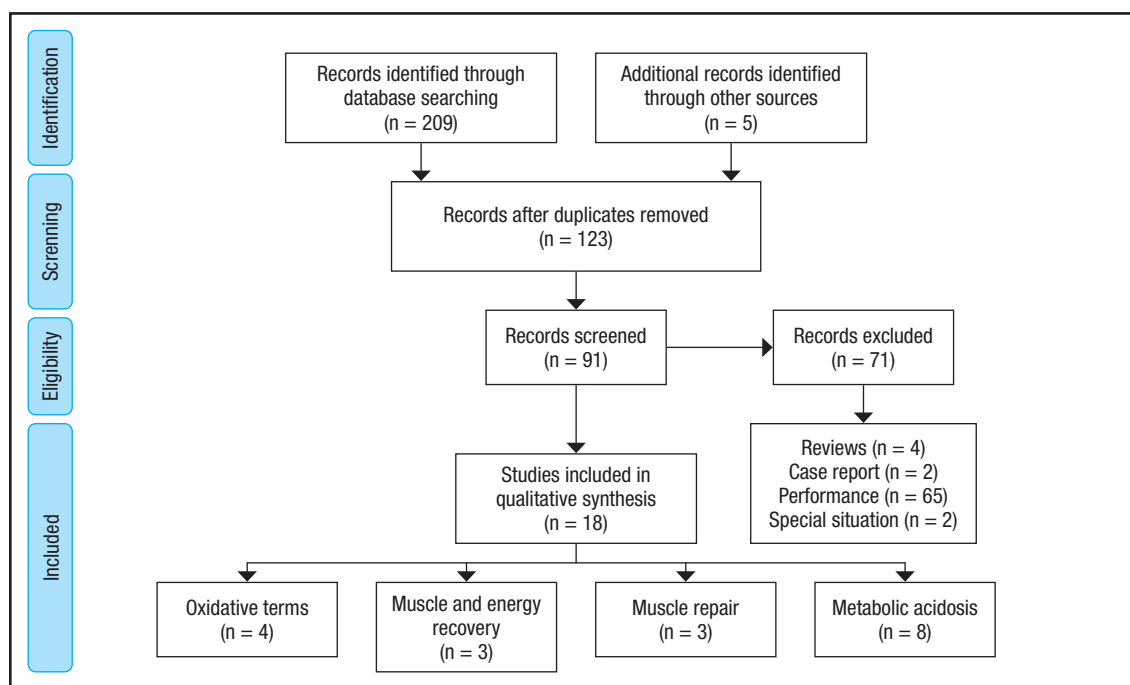 Identification
Records identified through
database searching
(n = 209)
Additional records identified
through other sources
(n = 5)
Screnning
Records after duplicates removed
(n = 123)
Eligibility
Records screened
(n = 91)
Records excluded
(n = 71)
Included
Studies included in
qualitative synthesis
(n = 18)
Reviews (n = 4)
Case report (n = 2)
Performance (n = 65)
Special situation (n = 2)
Oxidative terms
(n = 4)
Muscle and energy
recovery
(n = 3)
Muscle repair
(n = 3)
Metabolic acidosis
(n = 8)